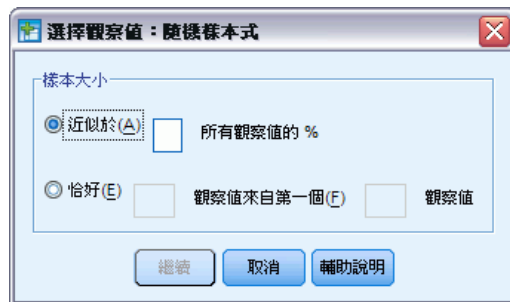 選擇觀察值：隨機樣本式
樣本大小
近似於(A) 所有觀察值的 %
恰好(E) 觀察值來自第一個(F) 觀察值
繼續 取消 輔助說明